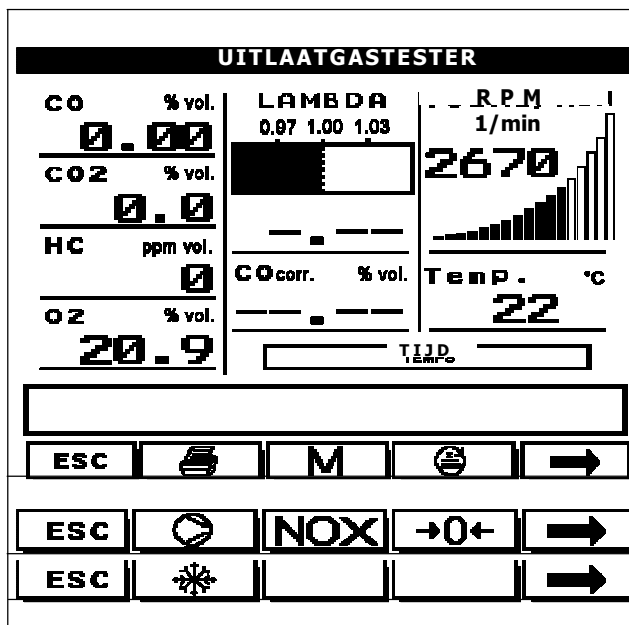 UITLAATGASTESTER
CO % vol.
0.00
CO2 % vol.
0.0
HC ppm vol.
0
O2 % vol.
20.9
LAMBDA
0.97 1.00 1.03
--.--
COcorr. % vol.
--.--
RPM
1/min
2670
Temp. °C
22
TIJD
ESC M
ESC NOX →0←
ESC